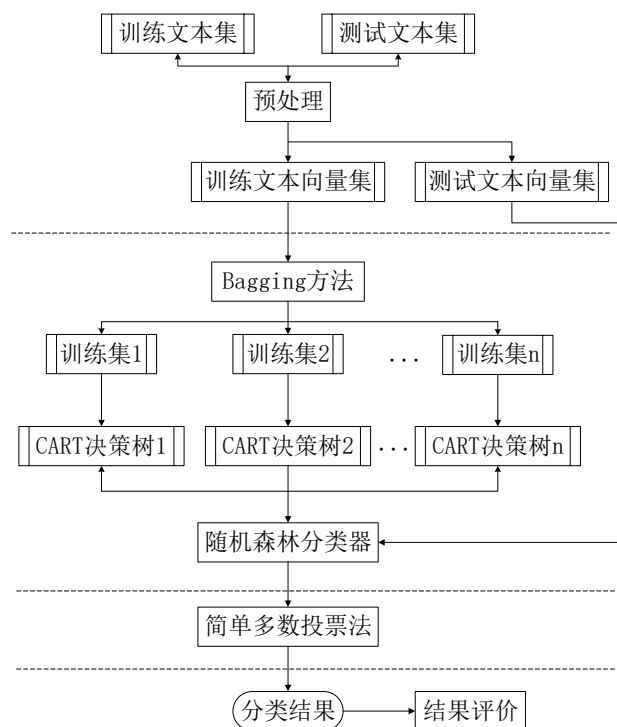 训练文本集 测试文本集
预处理
训练文本向量集 测试文本向量集
Bagging方法
训练集1 训练集2 ... 训练集n
CART决策树1 CART决策树2 ... CART决策树n
随机森林分类器
简单多数投票法
分类结果 结果评价